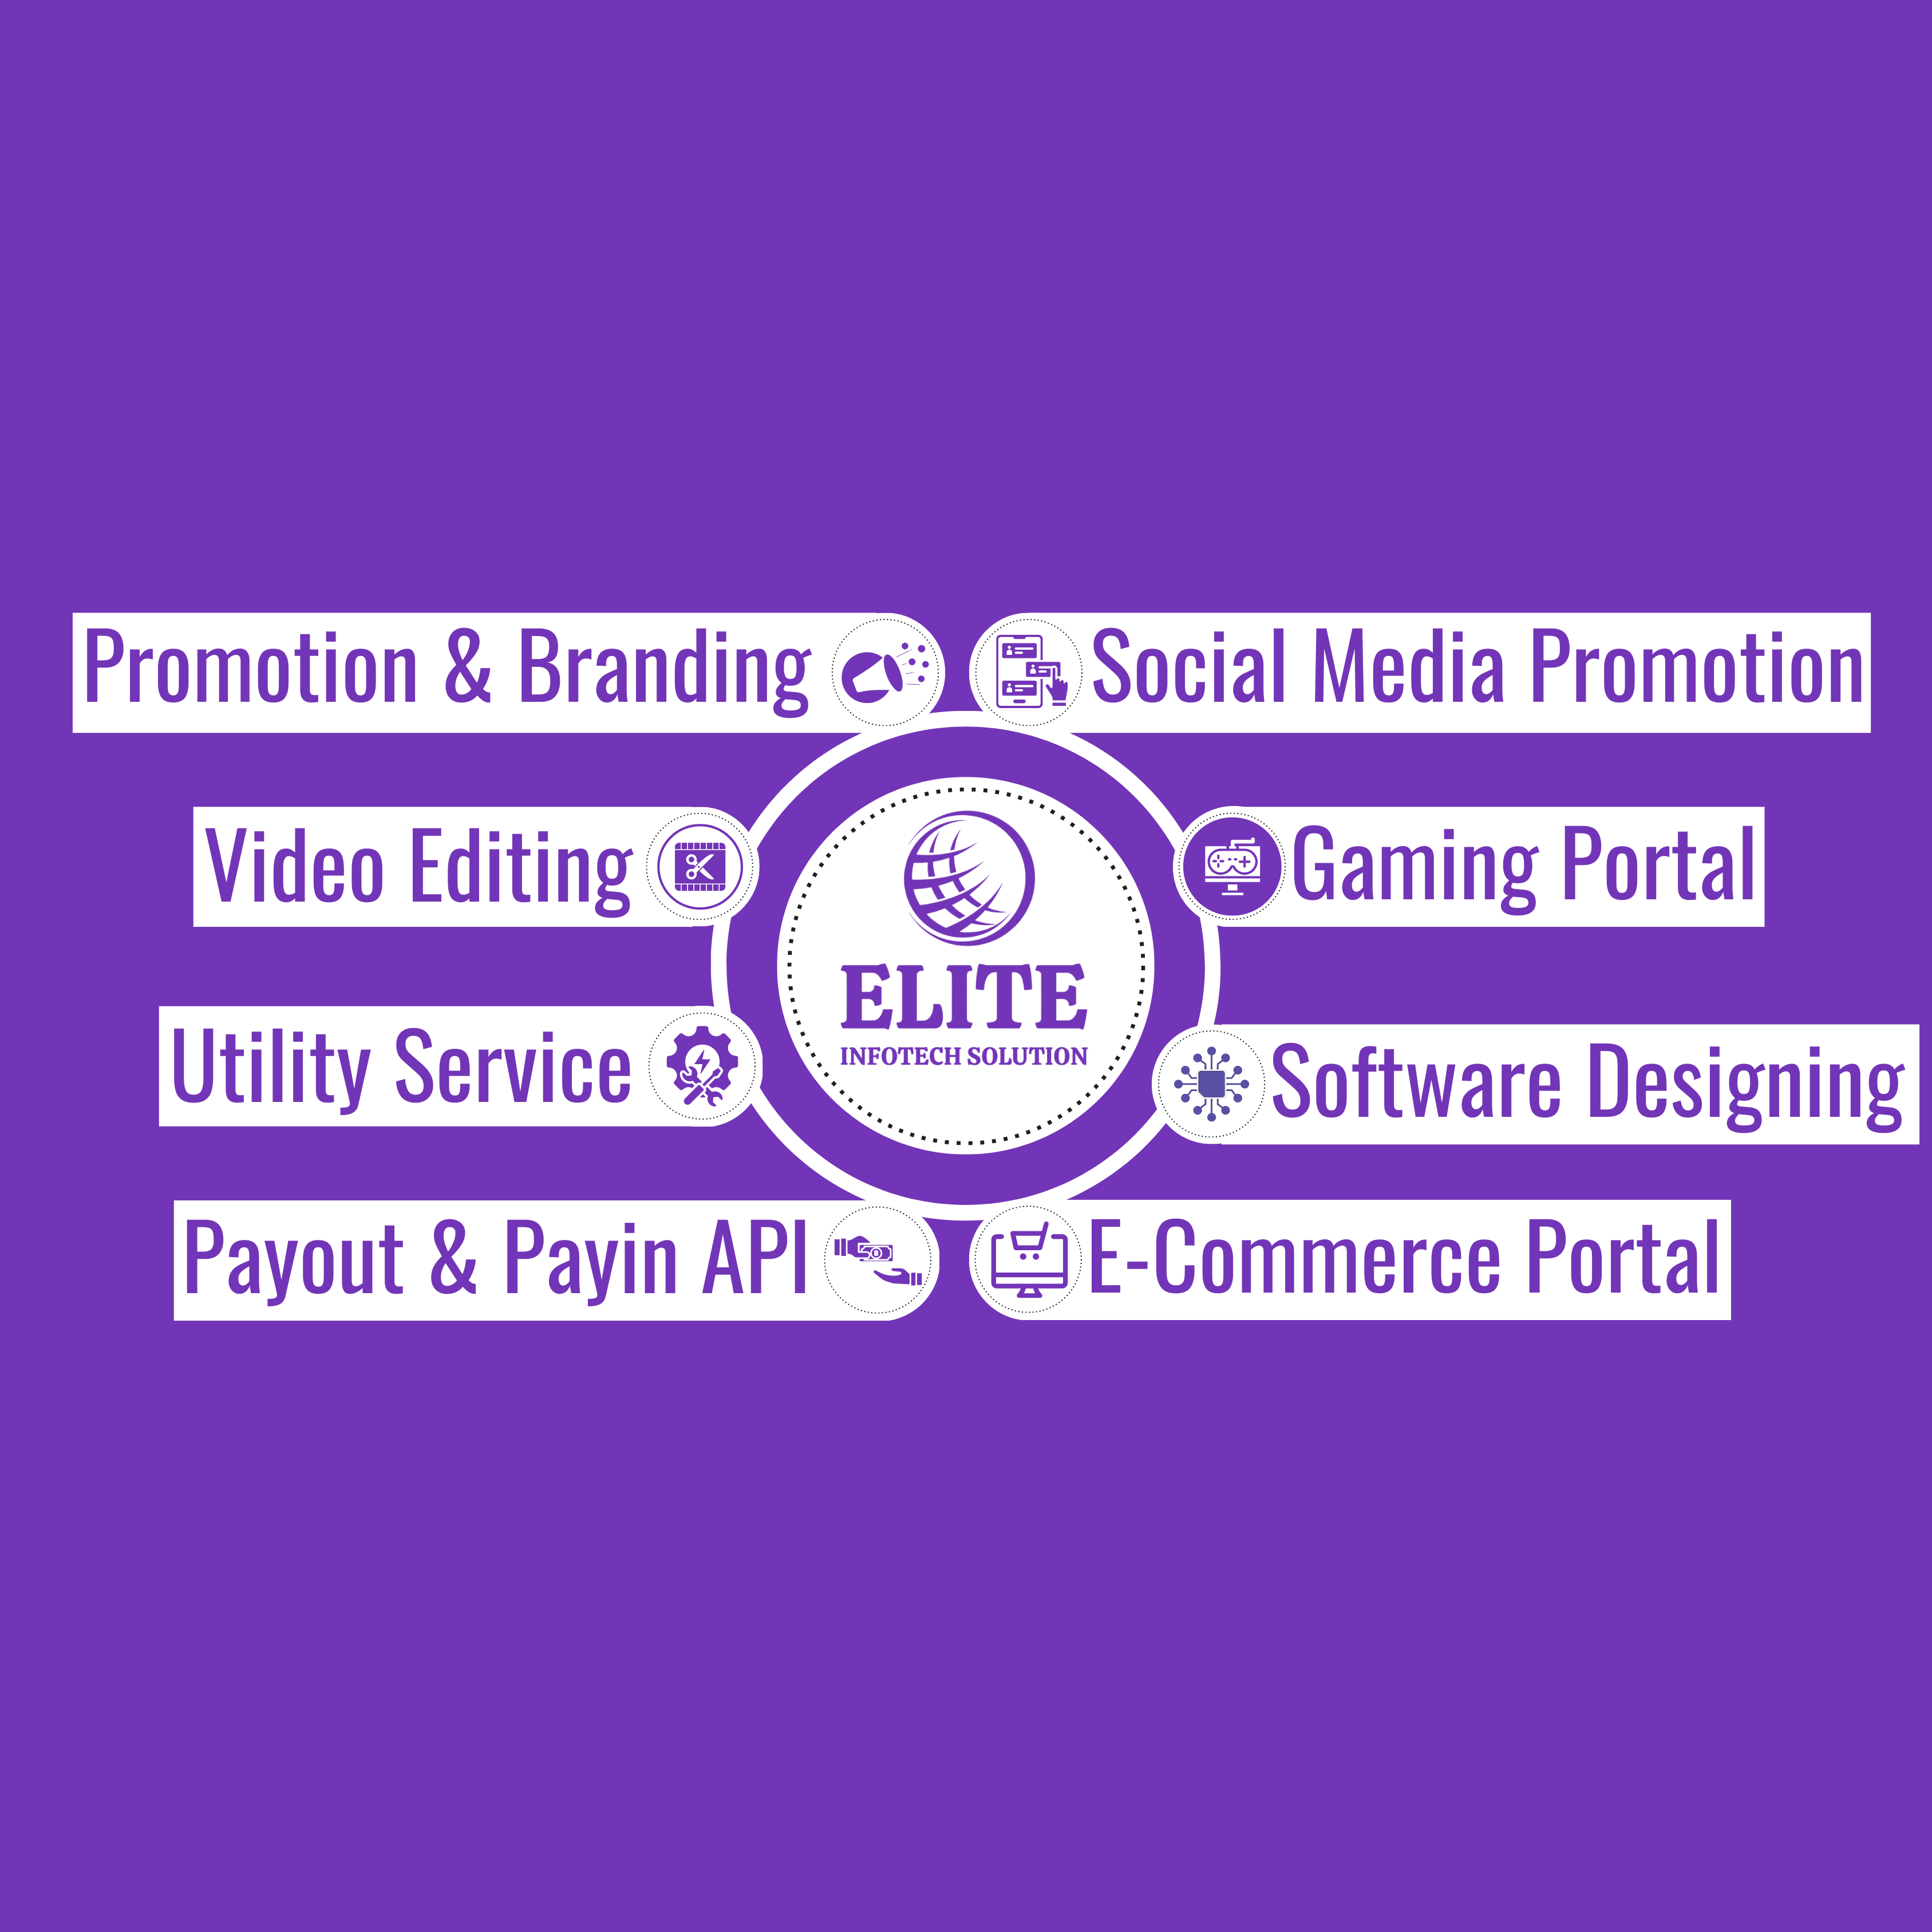 Promotion & Branding
Social Media Promotion
Video Editing
Gaming Portal
ELITE
INFOTECH SOLUTION
Utility Service
Software Designing
Payout & Payin API
E-Commerce Portal